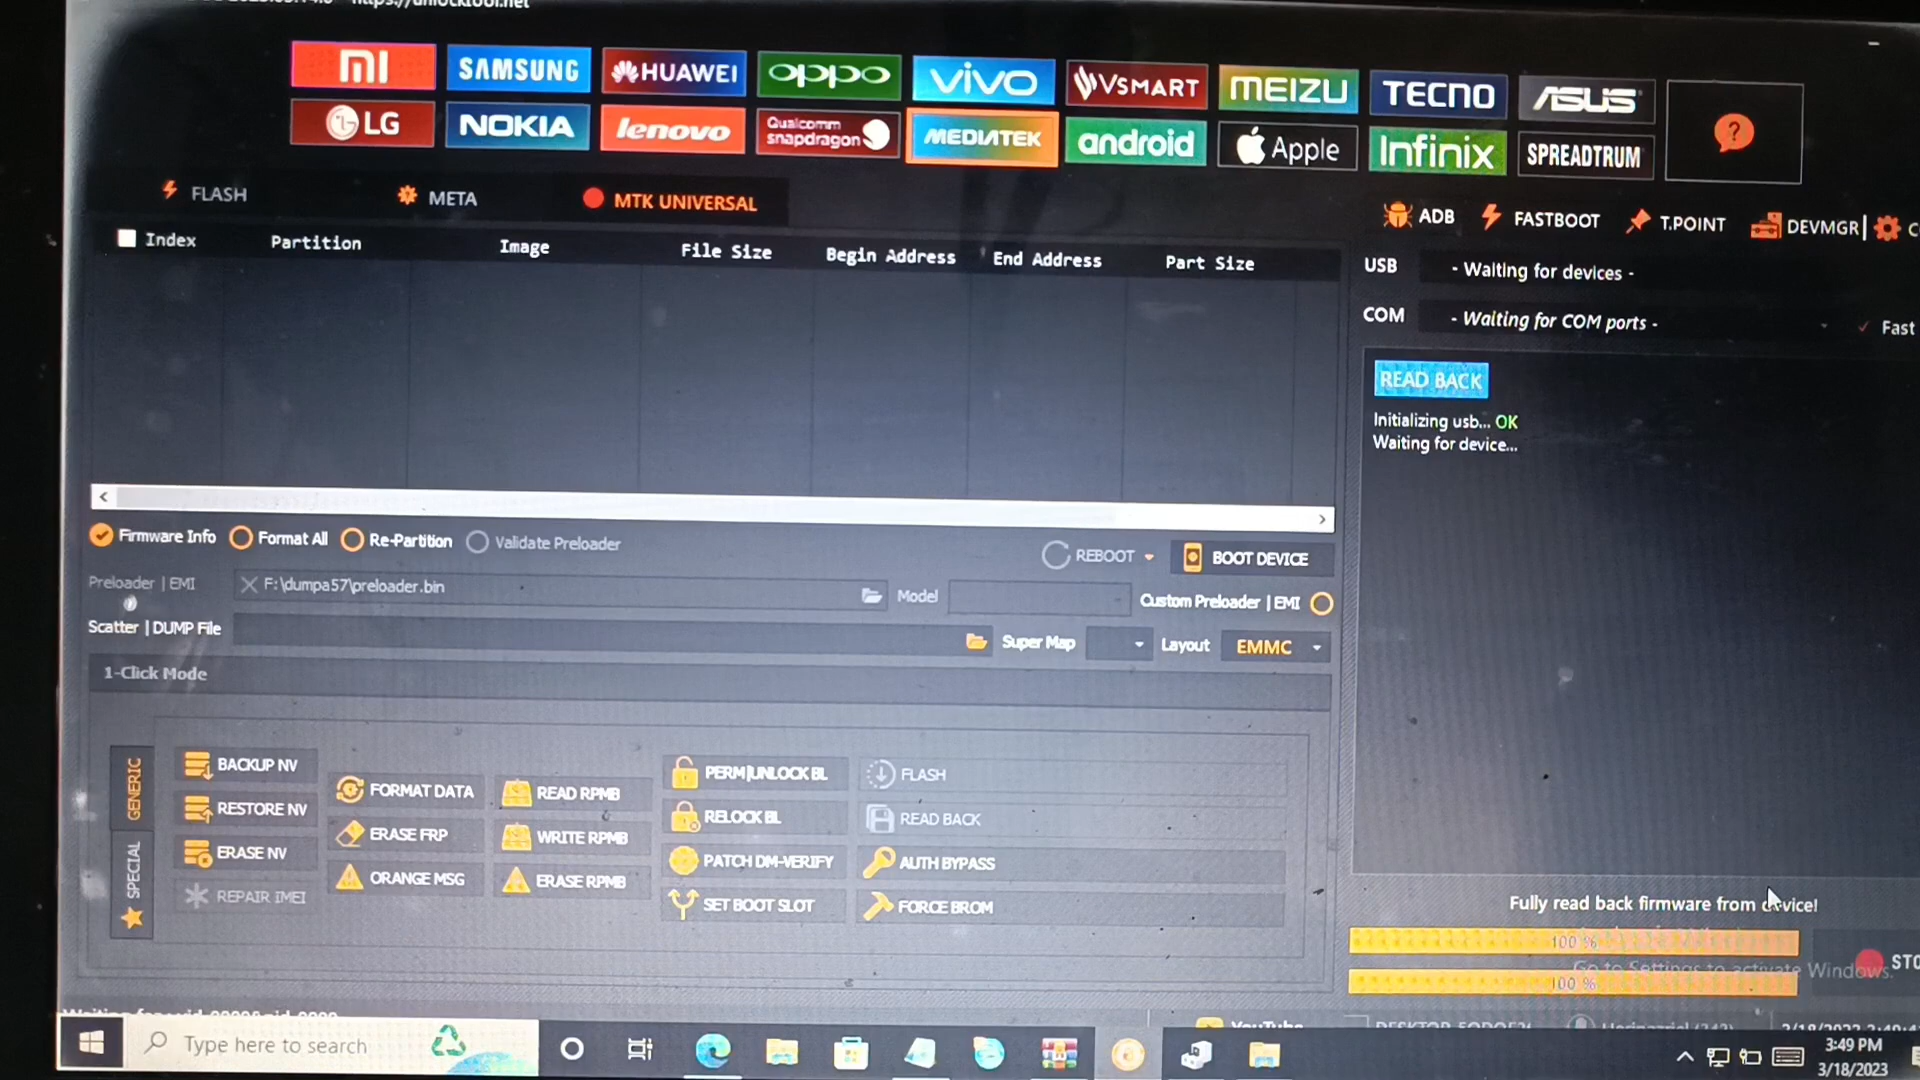 https://unlocktool.net
MI SAMSUNG HUAWEI oppo vivo VSMART MEIZU TECNO ASUS
LG NOKIA lenovo Qualcomm snapdragon MEDIATEK android Apple Infinix SPREADTRUM ?
FLASH META MTK UNIVERSAL
ADB FASTBOOT T.POINT DEVMGR
Index Partition Image File Size Begin Address End Address Part Size
USB - Waiting for devices -
COM - Waiting for COM ports - Fast
READ BACK
Initializing usb... OK
Waiting for device...
Firmware Info Format All Re-Partition Validate Preloader REBOOT BOOT DEVICE
Preloader | EMI F:\dumpa57\preloader.bin Model Custom Preloader | EMI
Scatter | DUMP File Super Map Layout EMMC
1-Click Mode
GENERIC
SPECIAL
BACKUP NV
RESTORE NV
ERASE NV
REPAIR IMEI
FORMAT DATA
ERASE FRP
ORANGE MSG
READ RPMB
WRITE RPMB
ERASE RPMB
PERM|UNLOCK BL
RELOCK BL
PATCH DM-VERIFY
SET BOOT SLOT
FLASH
READ BACK
AUTH BYPASS
FORCE BROM
Fully read back firmware from device!
100 %
Go to Settings to activate Windows.
100 %
YouTube
Type here to search
3:49 PM
3/18/2023